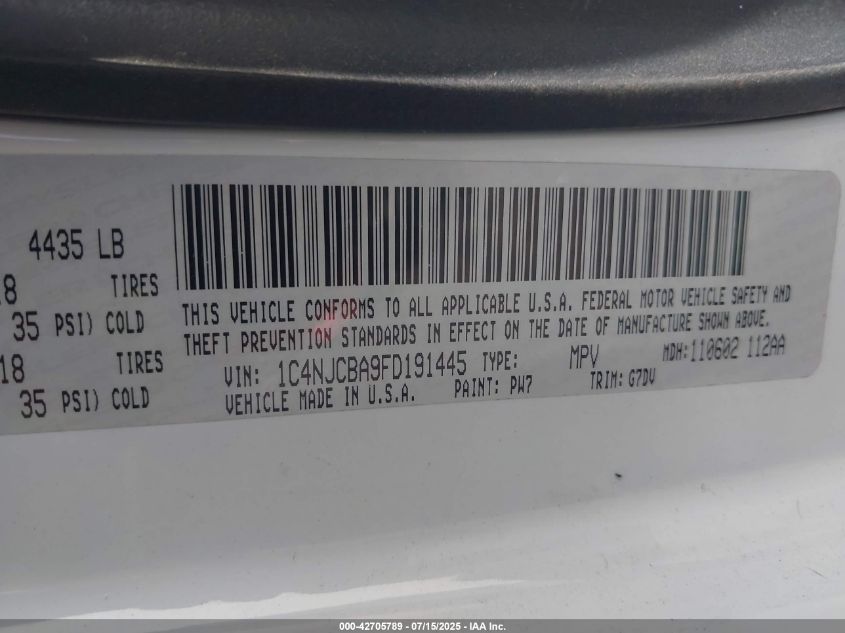 4435 LB
18 TIRES
35 PSI) COLD
18 TIRES
35 PSI) COLD
THIS VEHICLE CONFORMS TO ALL APPLICABLE U.S.A. FEDERAL MOTOR VEHICLE SAFETY AND
THEFT PREVENTION STANDARDS IN EFFECT ON THE DATE OF MANUFACTURE SHOWN ABOVE.
VIN: 1C4NJCBA9FD191445 TYPE: MPV MDH:110602 112AA
VEHICLE MADE IN U.S.A. PAINT: PW7 TRIM: G7DV
000-42705789 - 07/15/2025 - IAA Inc.